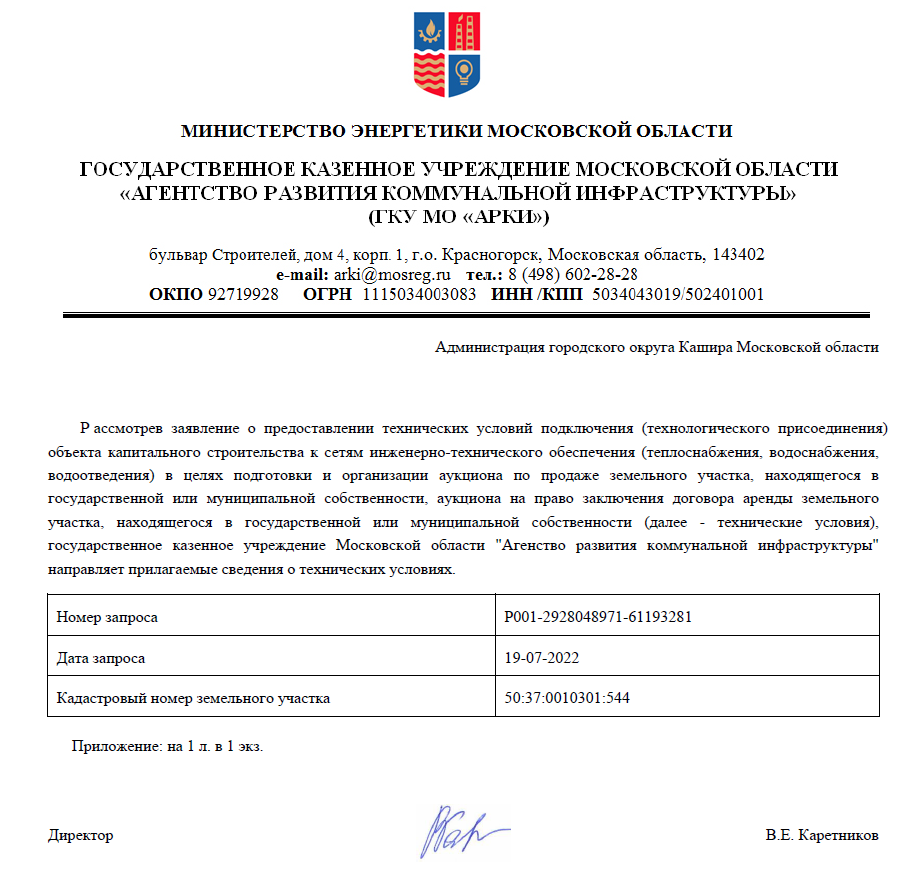 МИНИСТЕРСТВО ЭНЕРГЕТИКИ МОСКОВСКОЙ ОБЛАСТИ
ГОСУДАРСТВЕННОЕ КАЗЕННОЕ УЧРЕЖДЕНИЕ МОСКОВСКОЙ ОБЛАСТИ
«АГЕНТСТВО РАЗВИТИЯ КОММУНАЛЬНОЙ ИНФРАСТРУКТУРЫ»
(ГКУ МО «АРКИ»)
бульвар Строителей, дом 4, корп. 1, г.о. Красногорск, Московская область, 143402
e-mail: arki@mosreg.ru тел.: 8 (498) 602-28-28
ОКПО 92719928 ОГРН 1115034003083 ИНН /КПП 5034043019/502401001
Администрация городского округа Кашира Московской области
Р ассмотрев заявление о предоставлении технических условий подключения (технологического присоединения)
объекта капитального строительства к сетям инженерно-технического обеспечения (теплоснабжения, водоснабжения,
водоотведения) в целях подготовки и организации аукциона по продаже земельного участка, находящегося в
государственной или муниципальной собственности, аукциона на право заключения договора аренды земельного
участка, находящегося в государственной или муниципальной собственности (далее - технические условия),
государственное казенное учреждение Московской области "Агенство развития коммунальной инфраструктуры"
направляет прилагаемые сведения о технических условиях.
Номер запроса P001-2928048971-61193281
Дата запроса 19-07-2022
Кадастровый номер земельного участка 50:37:0010301:544
Приложение: на 1 л. в 1 экз.
Директор В.Е. Каретников